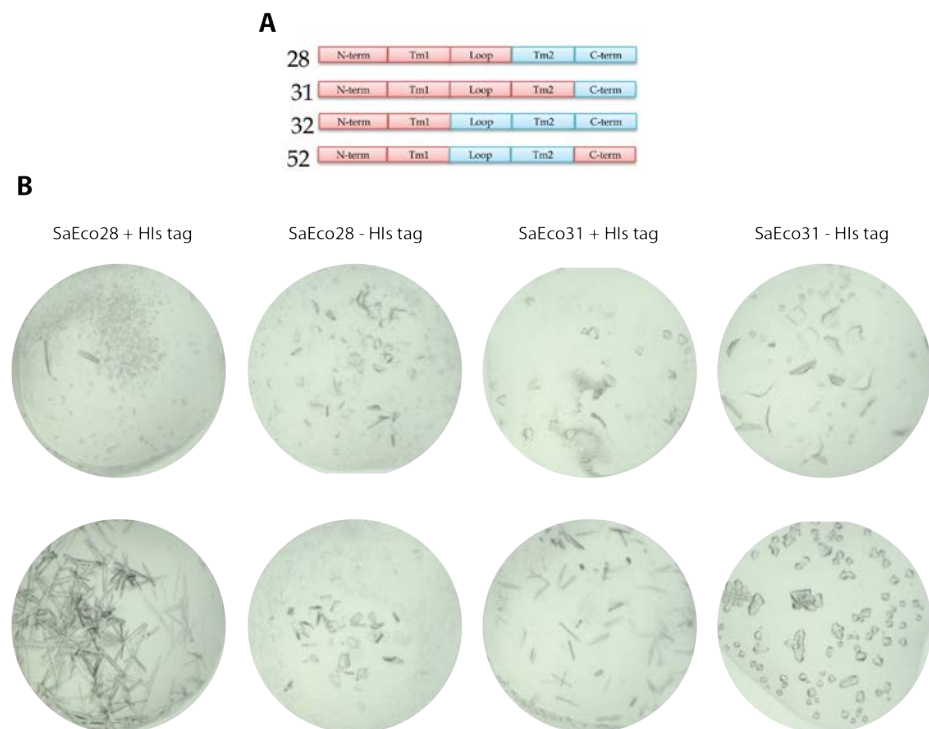 A
28 N-term Tm1 Loop Tm2 C-term
31 N-term Tm1 Loop Tm2 C-term
32 N-term Tm1 Loop Tm2 C-term
52 N-term Tm1 Loop Tm2 C-term
B
SaEco28 + HIs tag SaEco28 - HIs tag SaEco31 + HIs tag SaEco31 - HIs tag